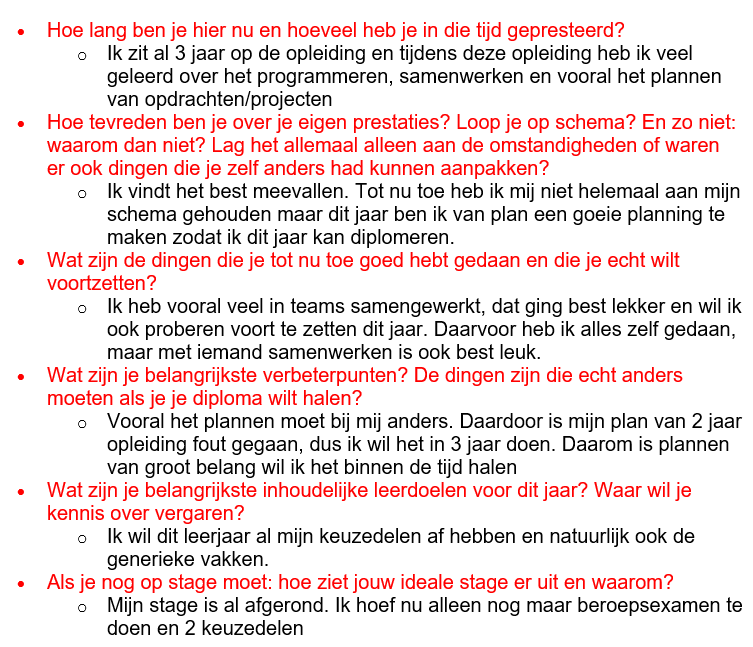 • Hoe lang ben je hier nu en hoeveel heb je in die tijd gepresteerd?
o Ik zit al 3 jaar op de opleiding en tijdens deze opleiding heb ik veel
geleerd over het programmeren, samenwerken en vooral het plannen
van opdrachten/projecten
• Hoe tevreden ben je over je eigen prestaties? Loop je op schema? En zo niet:
waarom dan niet? Lag het allemaal alleen aan de omstandigheden of waren
er ook dingen die je zelf anders had kunnen aanpakken?
o Ik vindt het best meevallen. Tot nu toe heb ik mij niet helemaal aan mijn
schema gehouden maar dit jaar ben ik van plan een goeie planning te
maken zodat ik dit jaar kan diplomeren.
• Wat zijn de dingen die je tot nu toe goed hebt gedaan en die je echt wilt
voortzetten?
o Ik heb vooral veel in teams samengewerkt, dat ging best lekker en wil ik
ook proberen voort te zetten dit jaar. Daarvoor heb ik alles zelf gedaan,
maar met iemand samenwerken is ook best leuk.
• Wat zijn je belangrijkste verbeterpunten? De dingen zijn die echt anders
moeten als je je diploma wilt halen?
o Vooral het plannen moet bij mij anders. Daardoor is mijn plan van 2 jaar
opleiding fout gegaan, dus ik wil het in 3 jaar doen. Daarom is plannen
van groot belang wil ik het binnen de tijd halen
• Wat zijn je belangrijkste inhoudelijke leerdoelen voor dit jaar? Waar wil je
kennis over vergaren?
o Ik wil dit leerjaar al mijn keuzedelen af hebben en natuurlijk ook de
generieke vakken.
• Als je nog op stage moet: hoe ziet jouw ideale stage er uit en waarom?
o Mijn stage is al afgerond. Ik hoef nu alleen nog maar beroepsexamen te
doen en 2 keuzedelen